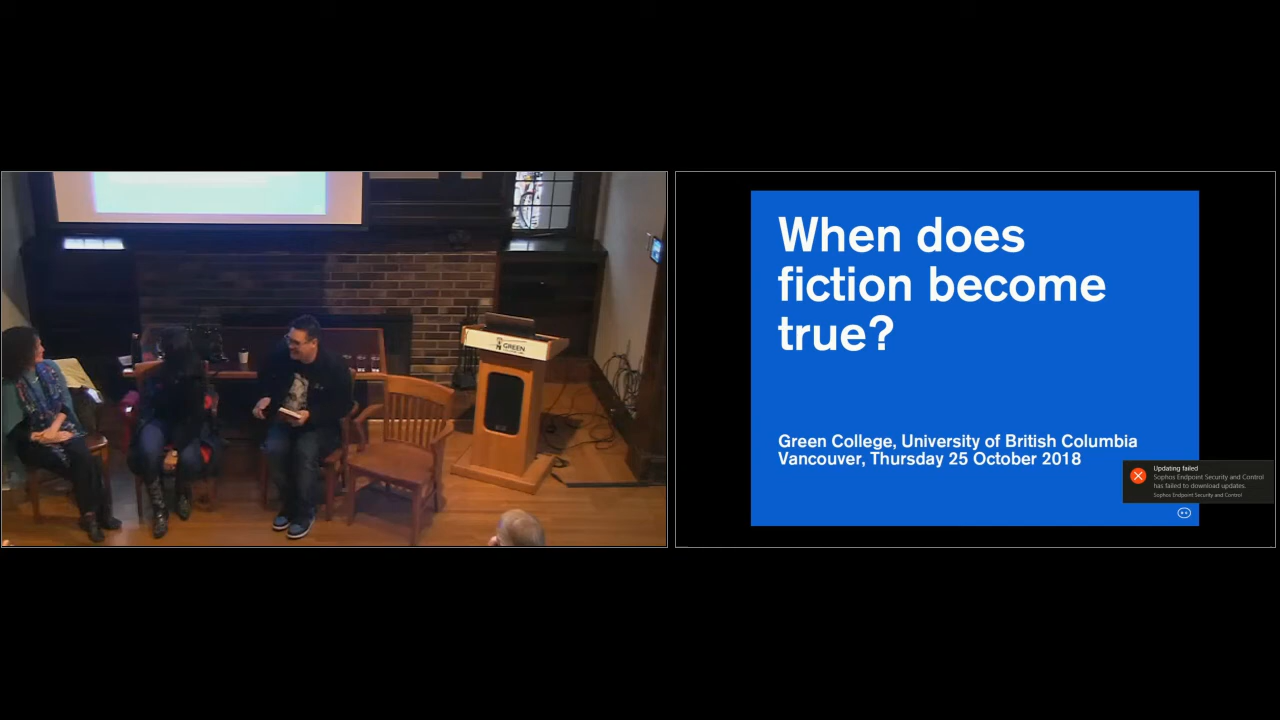 GREEN
When does
fiction become
true?
Green College, University of British Columbia
Vancouver, Thursday 25 October 2018
Updating failed
Sophos Endpoint Security and Control
has failed to download updates.
Sophos Endpoint Security and Control